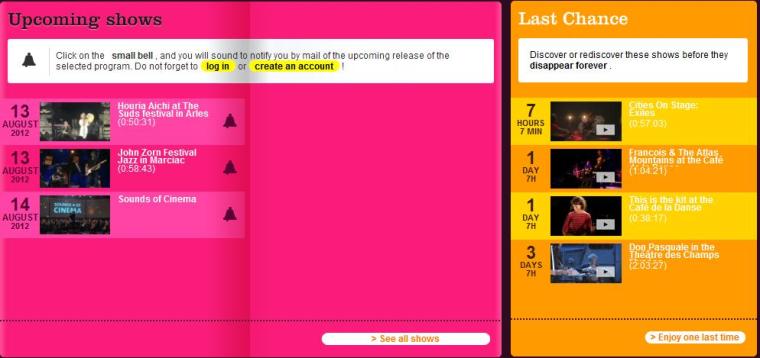 Upcoming shows
Click on the small bell , and you will sound to notify you by mail of the upcoming release of the
selected program. Do not forget to log in or create an account !
13
AUGUST
2012
Houria Aichi at The
Suds festival in Arles
(0:50:31)
13
AUGUST
2012
John Zorn Festival
Jazz in Marciac
(0:58:43)
14
AUGUST
2012
SOUNDS OF
CINEMA
Sounds of Cinema
> See all shows
Last Chance
Discover or rediscover these shows before they
disappear forever .
7
HOURS
7 MIN
Cities On Stage:
Exiles
(0:57:03)
1
DAY
7H
Francois & The Atlas
Mountains at the Café
(1:04:21)
1
DAY
7H
This is the kit at the
Café de la Danse
(0:38:17)
3
DAYS
7H
Don Pasquale in the
Théâtre des Champs
(2:03:27)
> Enjoy one last time